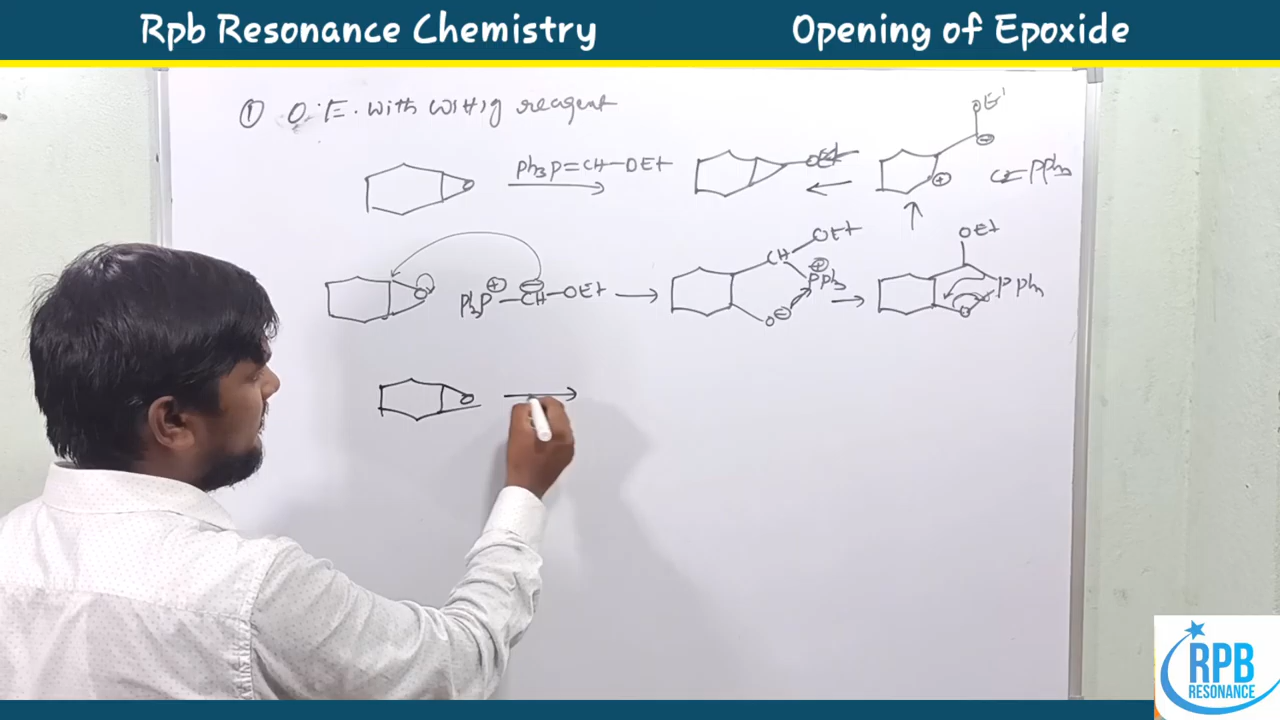 Rpb Resonance Chemistry
Opening of Epoxide
① O.E. with wittig reagent
O
Ph₃P=CH—OEt
OEt
⊕
⊖
PPh₃
O
Ph₃P⊕—CH⊖—OEt
CH
OEt
⊕
PPh₃
O⊖
OEt
O
O
RPB
RESONANCE